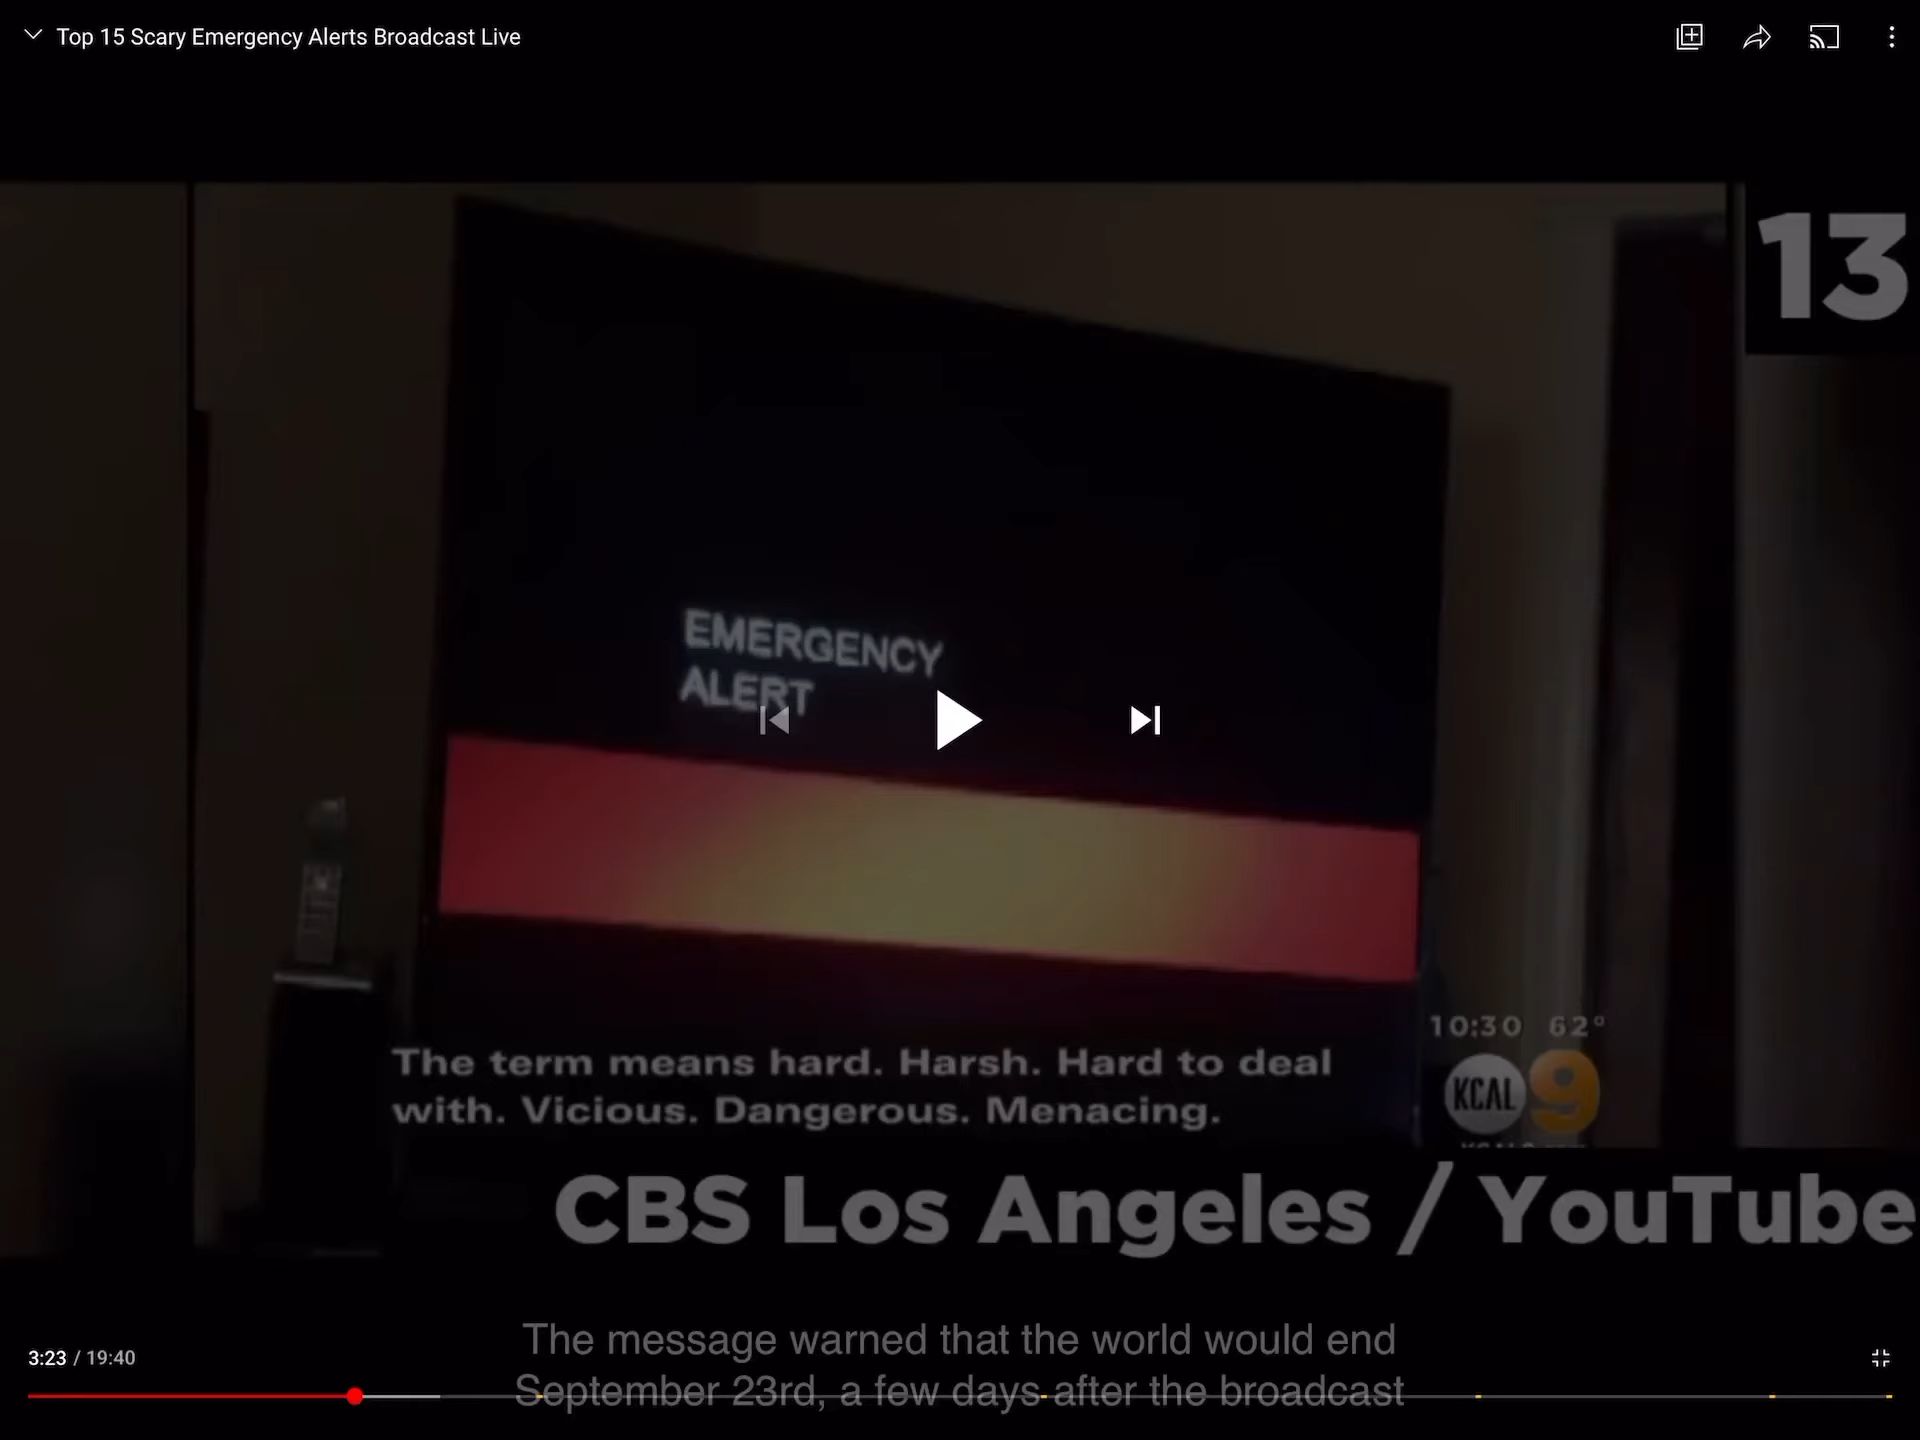 Top 15 Scary Emergency Alerts Broadcast Live
13
EMERGENCY
ALERT
10:30 62°
The term means hard. Harsh. Hard to deal
with. Vicious. Dangerous. Menacing.
KCAL 9
CBS Los Angeles / YouTube
The message warned that the world would end
September 23rd, a few days after the broadcast
3:23 / 19:40